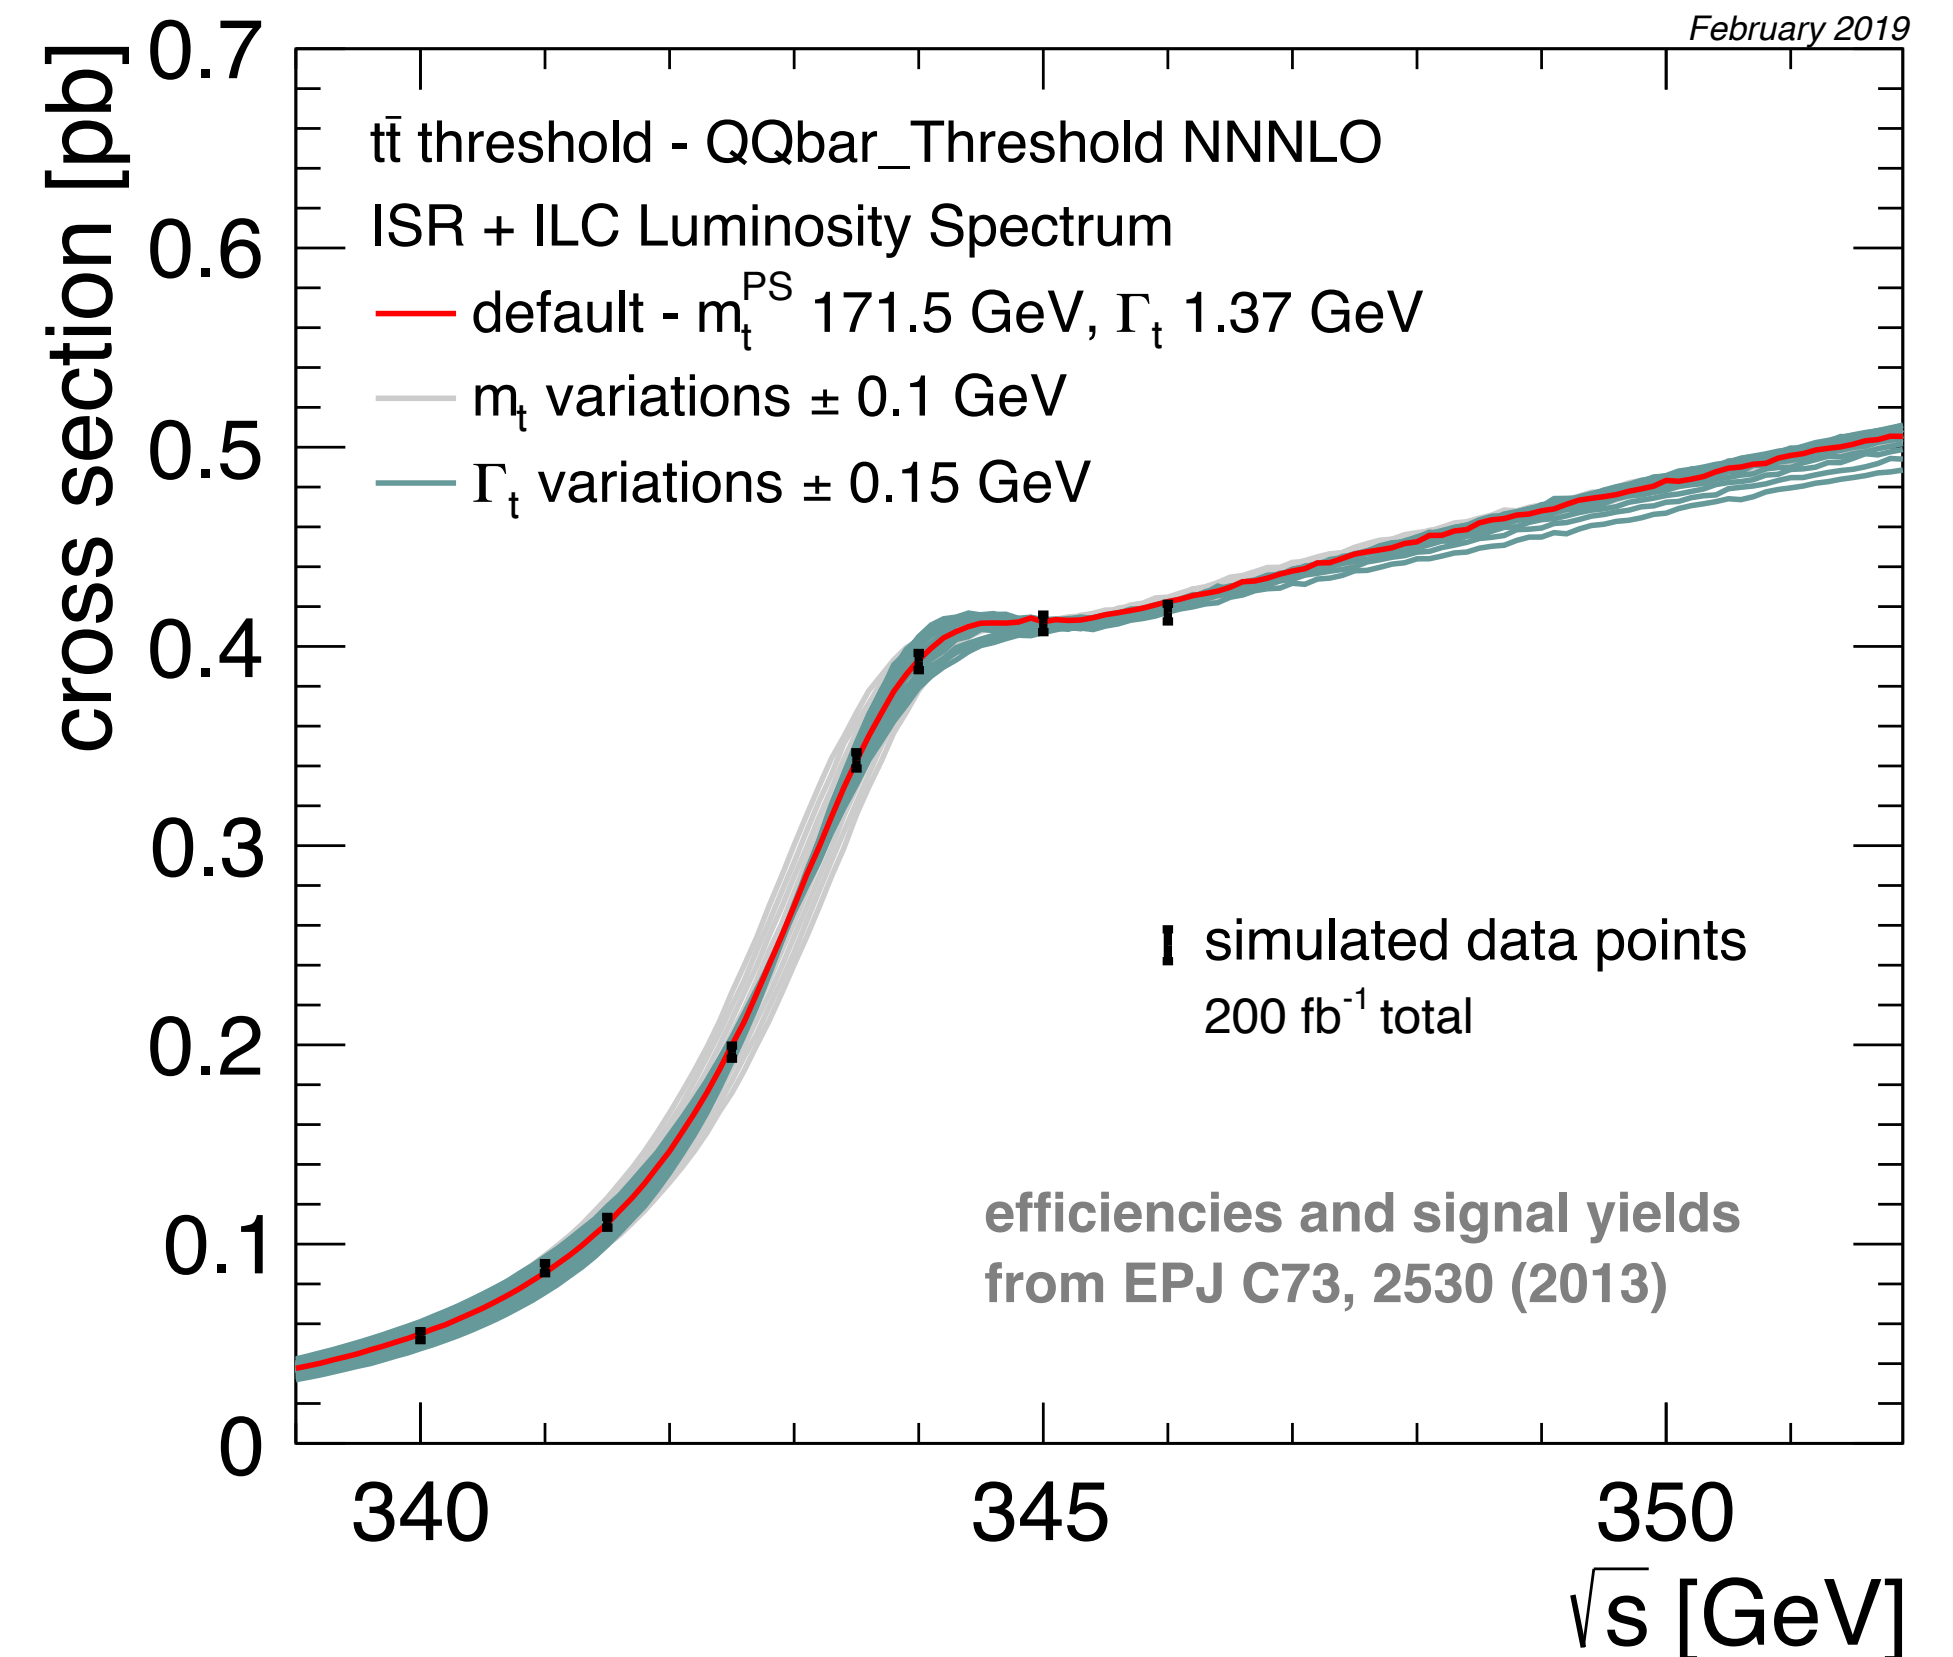 February 2019
cross section [pb]
0.7
0.6
0.5
0.4
0.3
0.2
0.1
0
tt̄ threshold - QQbar_Threshold NNNLO
ISR + ILC Luminosity Spectrum
default - m_t^PS 171.5 GeV, Γ_t 1.37 GeV
m_t variations ± 0.1 GeV
Γ_t variations ± 0.15 GeV
simulated data points
200 fb⁻¹ total
efficiencies and signal yields
from EPJ C73, 2530 (2013)
340 345 350
√s [GeV]